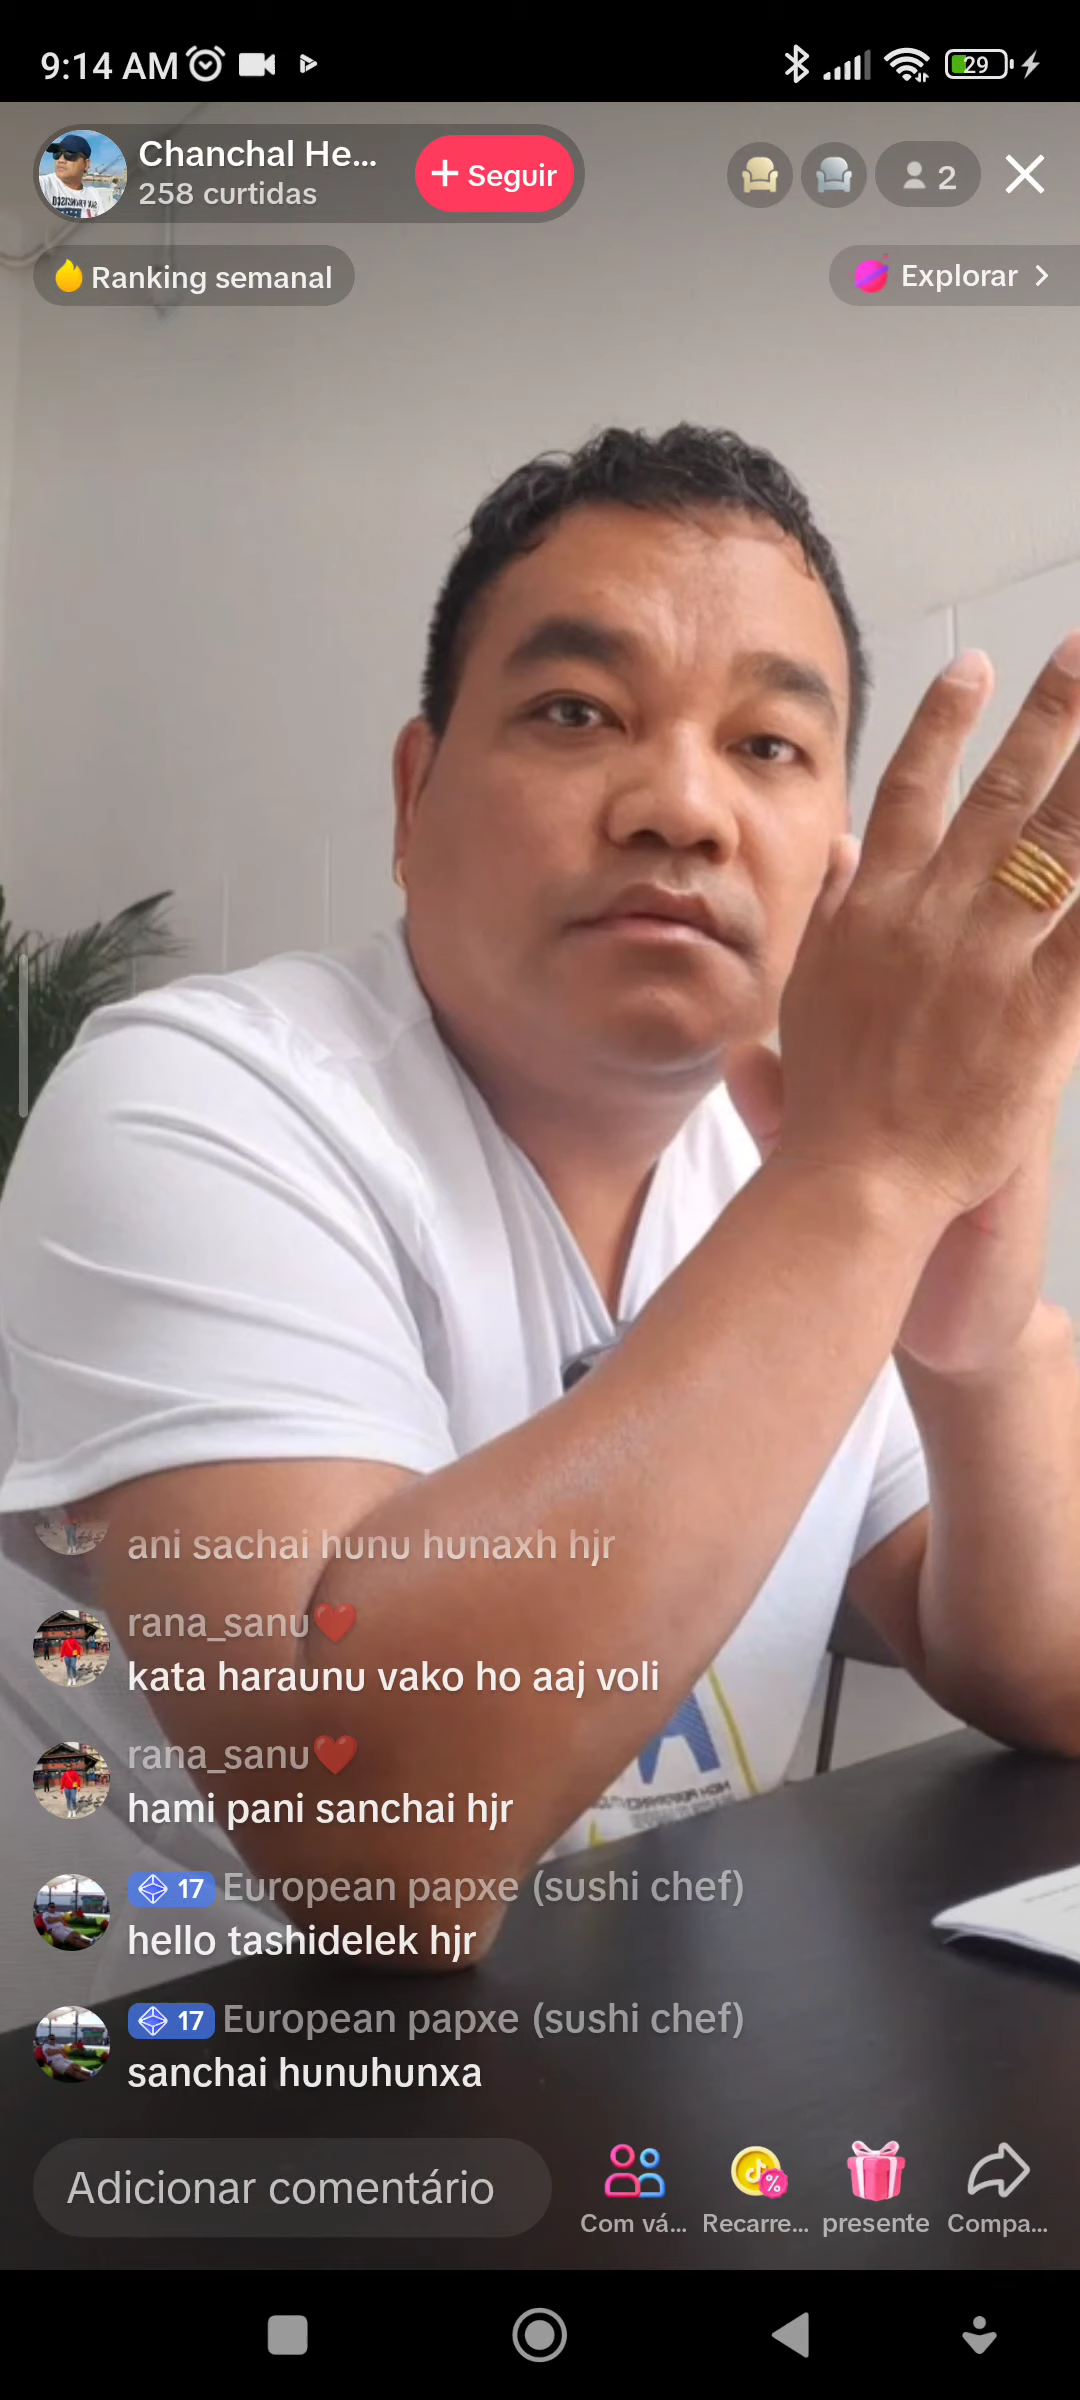 9:14 AM
29
Chanchal He...
258 curtidas
+ Seguir
2
Ranking semanal
Explorar >
ani sachai hunu hunaxh hjr
rana_sanu❤️
kata haraunu vako ho aaj voli
rana_sanu❤️
hami pani sanchai hjr
17 European papxe (sushi chef)
hello tashidelek hjr
17 European papxe (sushi chef)
sanchai hunuhunxa
Adicionar comentário
Com vá...
Recarre...
presente
Compa...